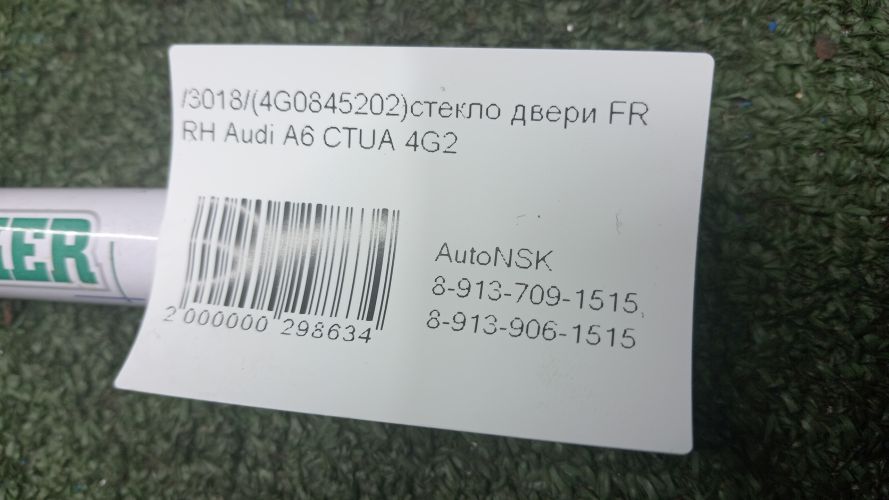 /3018/(4G0845202)стекло двери FR
RH Audi A6 CTUA 4G2
AutoNSK
8-913-709-1515,
8-913-906-1515
2 000000 298634